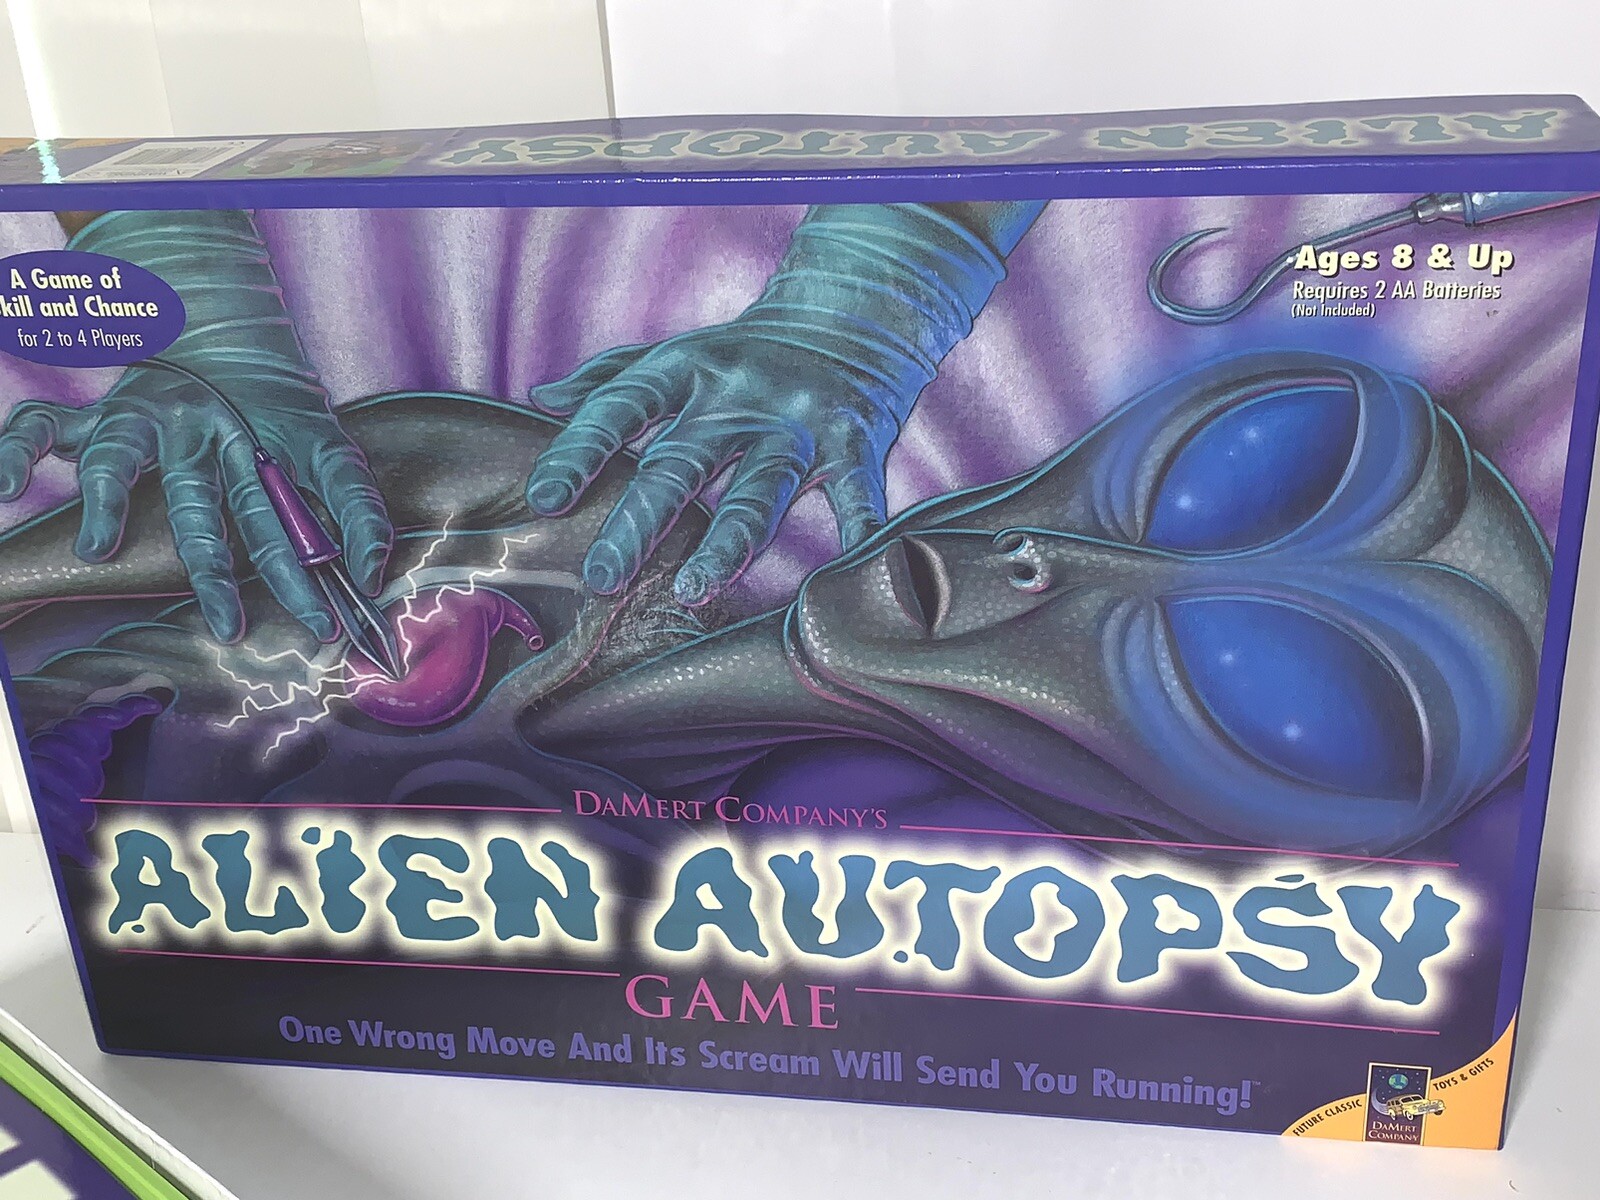 ALIEN AUTOPSY
A Game of
kill and Chance
for 2 to 4 Players
Ages 8 & Up
Requires 2 AA Batteries
(Not Included)
DAMERT COMPANY'S
ALIEN AUTOPSY
GAME
One Wrong Move And Its Scream Will Send You Running!™
FUTURE CLASSIC TOYS & GIFTS
DAMERT
COMPANY